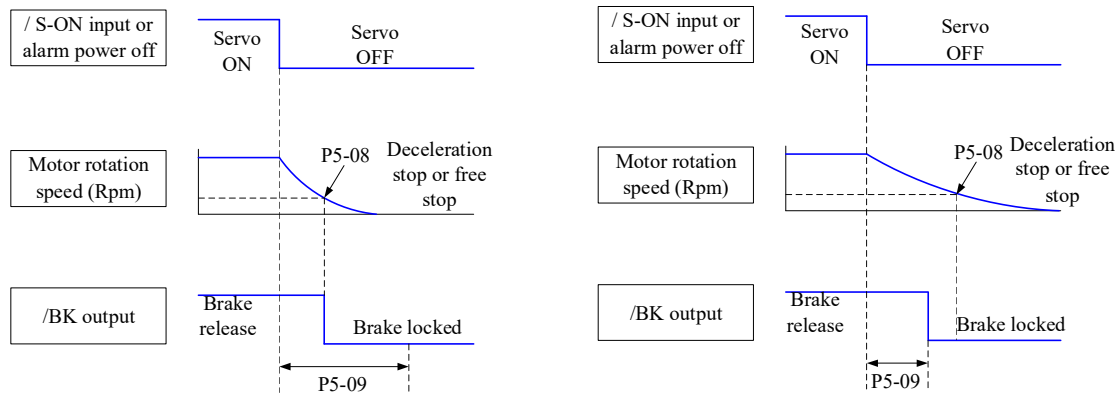 / S-ON input or
alarm power off
Servo
ON
Servo
OFF
Motor rotation
speed (Rpm)
P5-08
Deceleration
stop or free
stop
/BK output
Brake
release
Brake locked
P5-09
/ S-ON input or
alarm power off
Servo
ON
Servo
OFF
Motor rotation
speed (Rpm)
P5-08
Deceleration
stop or free
stop
/BK output
Brake
release
Brake locked
P5-09